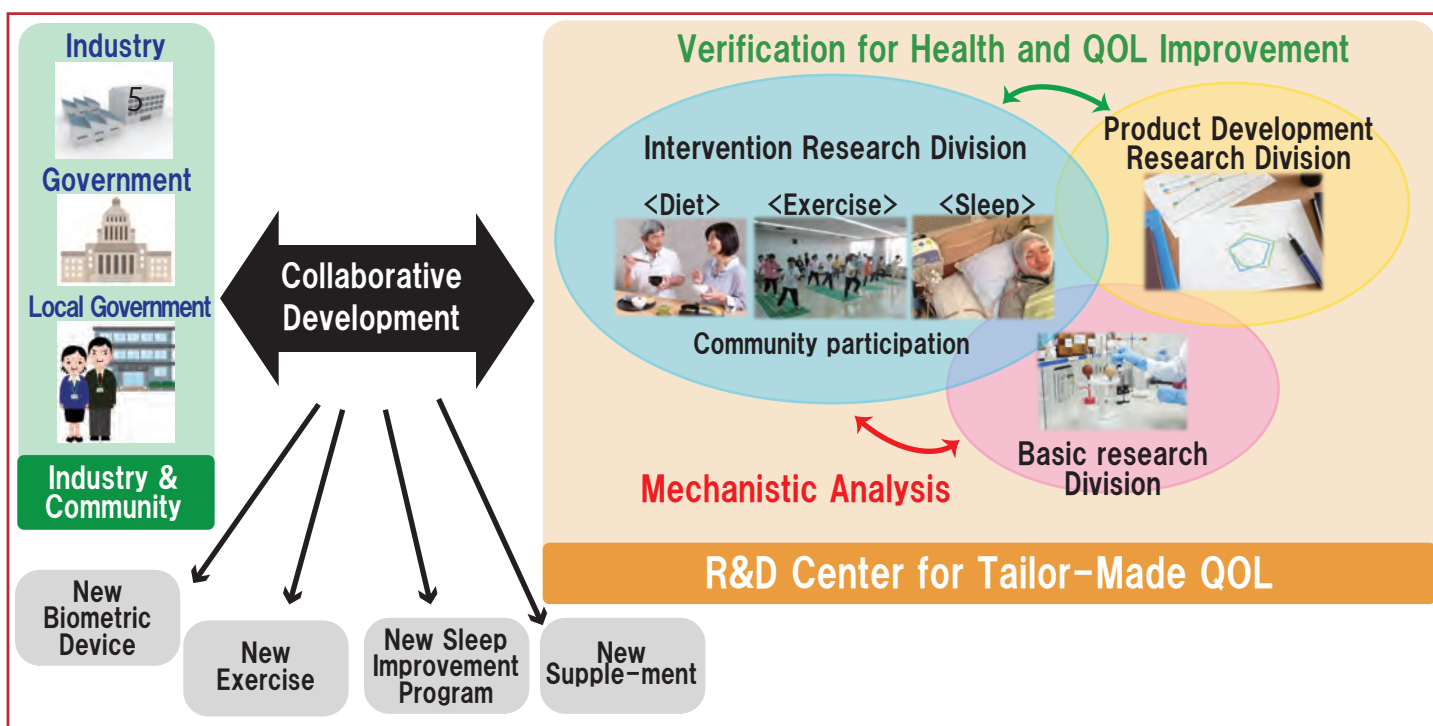 Industry
5
Government
Local Government
Industry &
Community
Collaborative
Development
New
Biometric
Device
New
Exercise
New Sleep
Improvement
Program
New
Supple-ment
Verification for Health and QOL Improvement
Intervention Research Division
<Diet>
<Exercise>
<Sleep>
Community participation
Product Development
Research Division
Basic research
Division
Mechanistic Analysis
R&D Center for Tailor-Made QOL